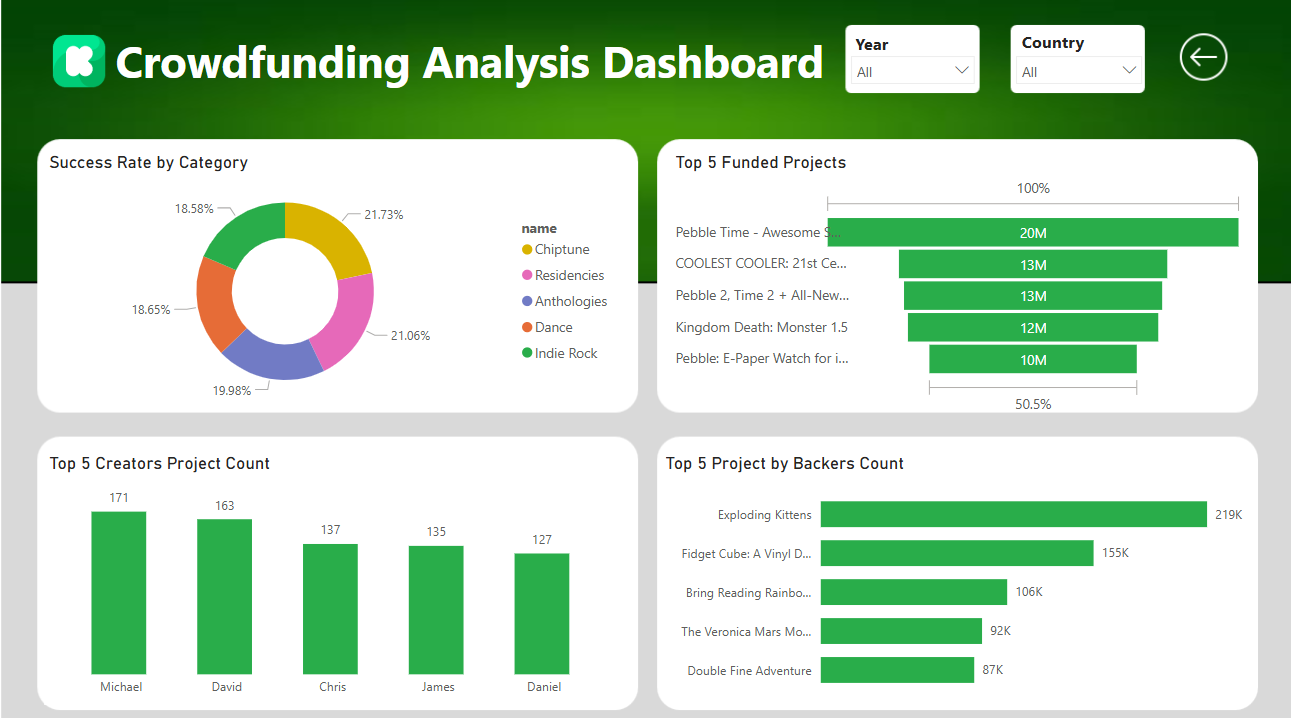 Crowdfunding Analysis Dashboard
Year
All
Country
All
Success Rate by Category
18.58%
21.73%
18.65%
21.06%
19.98%
name
Chiptune
Residencies
Anthologies
Dance
Indie Rock
Top 5 Funded Projects
100%
Pebble Time - Awesome S... 20M
COOLEST COOLER: 21st Ce... 13M
Pebble 2, Time 2 + All-New... 13M
Kingdom Death: Monster 1.5 12M
Pebble: E-Paper Watch for i... 10M
50.5%
Top 5 Creators Project Count
171 163 137 135 127
Michael David Chris James Daniel
Top 5 Project by Backers Count
Exploding Kittens 219K
Fidget Cube: A Vinyl D... 155K
Bring Reading Rainbo... 106K
The Veronica Mars Mo... 92K
Double Fine Adventure 87K